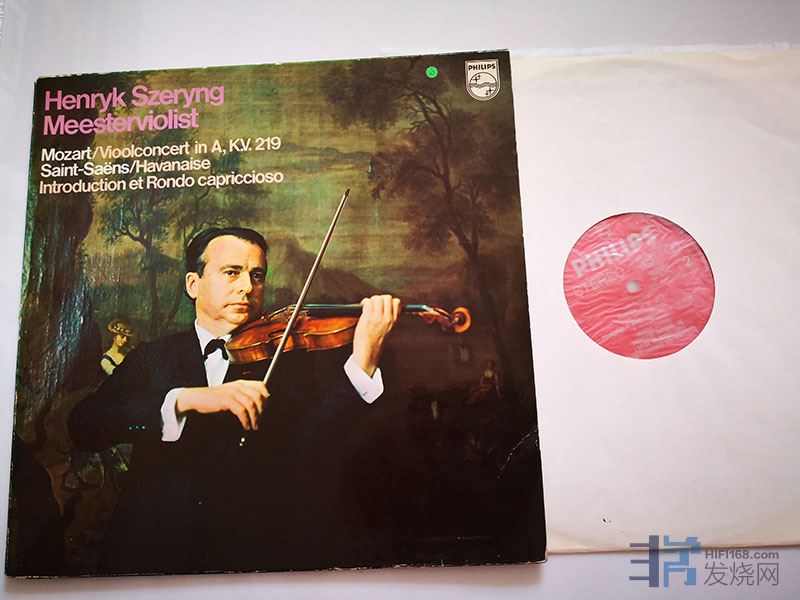 Henryk Szeryng
Meesterviolist
Mozart/Vioolconcert in A, K.V. 219
Saint-Saëns/Havanaise
Introduction et Rondo capriccioso
PHILIPS
PHILIPS
STEREO
2
HIFI168.com
发烧网